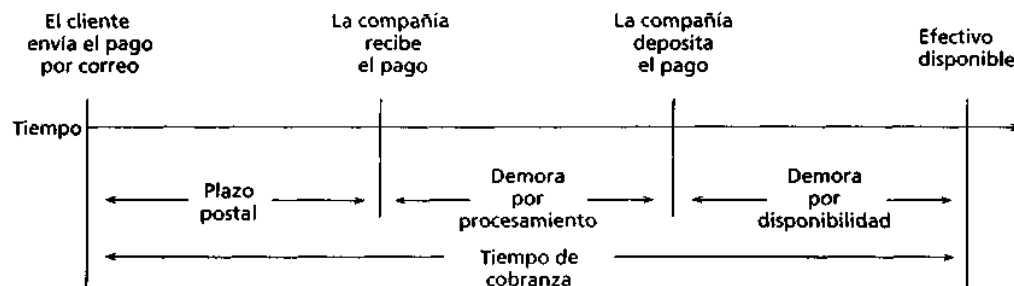 El cliente
envía el pago
por correo
La compañía
recibe
el pago
La compañía
deposita
el pago
Efectivo
disponible
Tiempo
Plazo
postal
Demora
por
procesamiento
Demora
por
disponibilidad
Tiempo de
cobranza